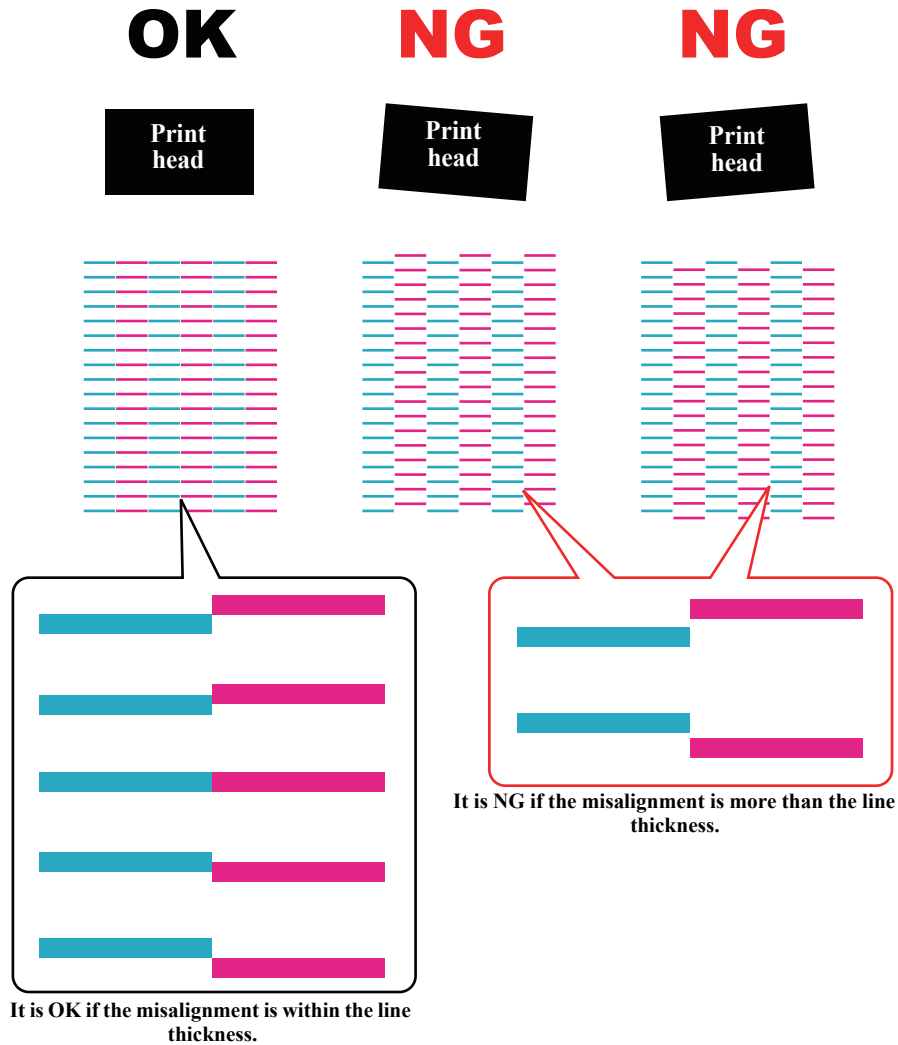 OK
NG
NG
Print
head
Print
head
Print
head
It is NG if the misalignment is more than the line
thickness.
It is OK if the misalignment is within the line
thickness.